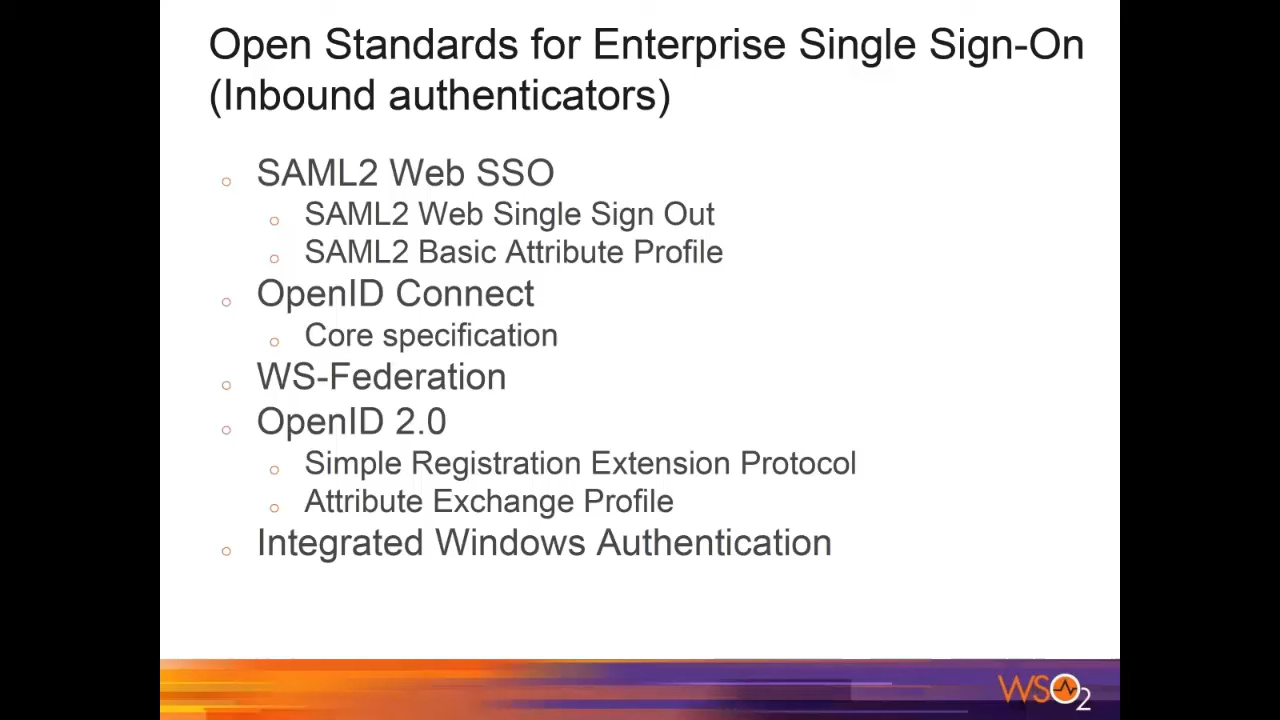 Open Standards for Enterprise Single Sign-On
(Inbound authenticators)
SAML2 Web SSO
SAML2 Web Single Sign Out
SAML2 Basic Attribute Profile
OpenID Connect
Core specification
WS-Federation
OpenID 2.0
Simple Registration Extension Protocol
Attribute Exchange Profile
Integrated Windows Authentication
WSO2